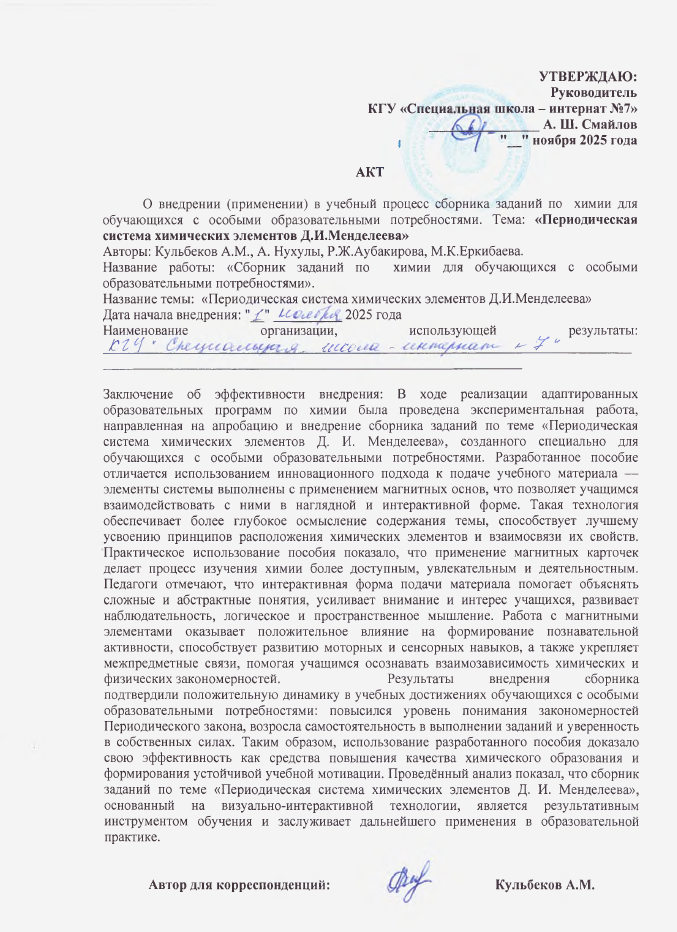 УТВЕРЖДАЮ:
Руководитель
КГУ «Специальная школа – интернат №7»
________________ А. Ш. Смайлов
"__" ноября 2025 года
АКТ
О внедрении (применении) в учебный процесс сборника заданий по химии для
обучающихся с особыми образовательными потребностями. Тема: «Периодическая
система химических элементов Д.И.Менделеева»
Авторы: Кульбеков А.М., А. Нухулы, Р.Ж.Аубакирова, М.К.Еркибаева.
Название работы: «Сборник заданий по химии для обучающихся с особыми
образовательными потребностями».
Название темы: «Периодическая система химических элементов Д.И.Менделеева»
Дата начала внедрения: "1" ноября 2025 года
Наименование организации, использующей результаты:
КГУ "Специальная школа - интернат № 7"
Заключение об эффективности внедрения: В ходе реализации адаптированных
образовательных программ по химии была проведена экспериментальная работа,
направленная на апробацию и внедрение сборника заданий по теме «Периодическая
система химических элементов Д. И. Менделеева», созданного специально для
обучающихся с особыми образовательными потребностями. Разработанное пособие
отличается использованием инновационного подхода к подаче учебного материала —
элементы системы выполнены с применением магнитных основ, что позволяет учащимся
взаимодействовать с ними в наглядной и интерактивной форме. Такая технология
обеспечивает более глубокое осмысление содержания темы, способствует лучшему
усвоению принципов расположения химических элементов и взаимосвязи их свойств.
Практическое использование пособия показало, что применение магнитных карточек
делает процесс изучения химии более доступным, увлекательным и деятельностным.
Педагоги отмечают, что интерактивная форма подачи материала помогает объяснять
сложные и абстрактные понятия, усиливает внимание и интерес учащихся, развивает
наблюдательность, логическое и пространственное мышление. Работа с магнитными
элементами оказывает положительное влияние на формирование познавательной
активности, способствует развитию моторных и сенсорных навыков, а также укрепляет
межпредметные связи, помогая учащимся осознавать взаимозависимость химических и
физических закономерностей. Результаты внедрения сборника
подтвердили положительную динамику в учебных достижениях обучающихся с особыми
образовательными потребностями: повысился уровень понимания закономерностей
Периодического закона, возросла самостоятельность в выполнении заданий и уверенность
в собственных силах. Таким образом, использование разработанного пособия доказало
свою эффективность как средства повышения качества химического образования и
формирования устойчивой учебной мотивации. Проведённый анализ показал, что сборник
заданий по теме «Периодическая система химических элементов Д. И. Менделеева»,
основанный на визуально-интерактивной технологии, является результативным
инструментом обучения и заслуживает дальнейшего применения в образовательной
практике.
Автор для корреспонденций: Кульбеков А.М.